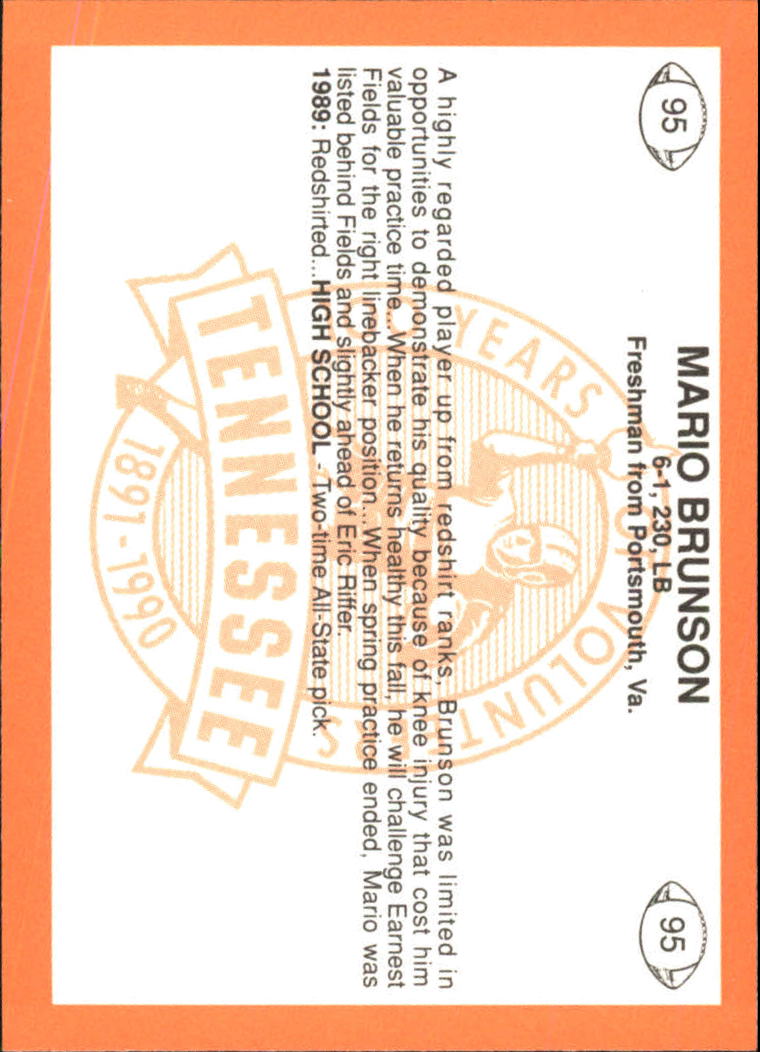 95
95
MARIO BRUNSON
6-1, 230, LB
Freshman from Portsmouth, Va.
A highly regarded player up from redshirt ranks, Brunson was limited in
opportunities to demonstrate his quality because of knee injury that cost him
valuable practice time...When he returns healthy this fall, he will challenge Earnest
Fields for the right linebacker position...When spring practice ended, Mario was
listed behind Fields and slightly ahead of Eric Riffer.
1989: Redshirted...HIGH SCHOOL - Two-time All-State pick.
YEARS OF VOLUNTEERS
TENNESSEE
1891-1990